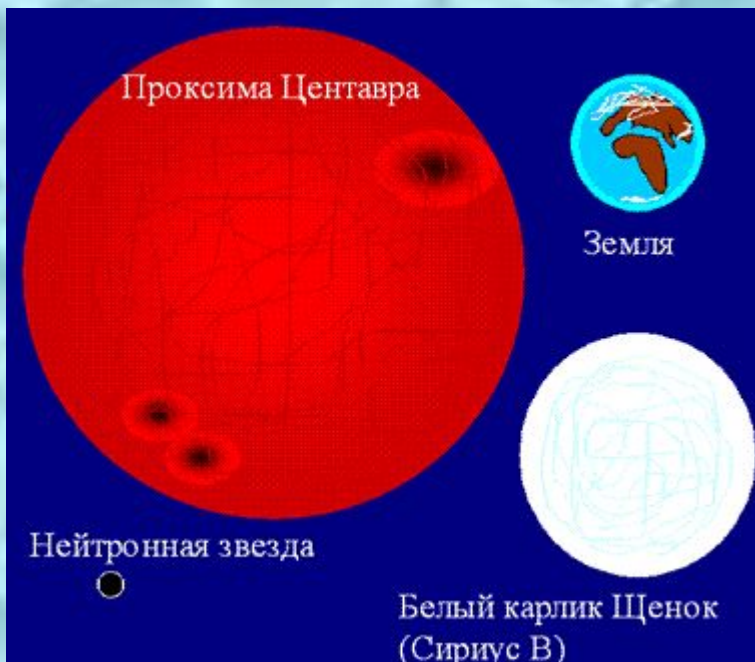 Проксима Центавра
Земля
Нейтронная звезда
Белый карлик Щенок
(Сириус В)